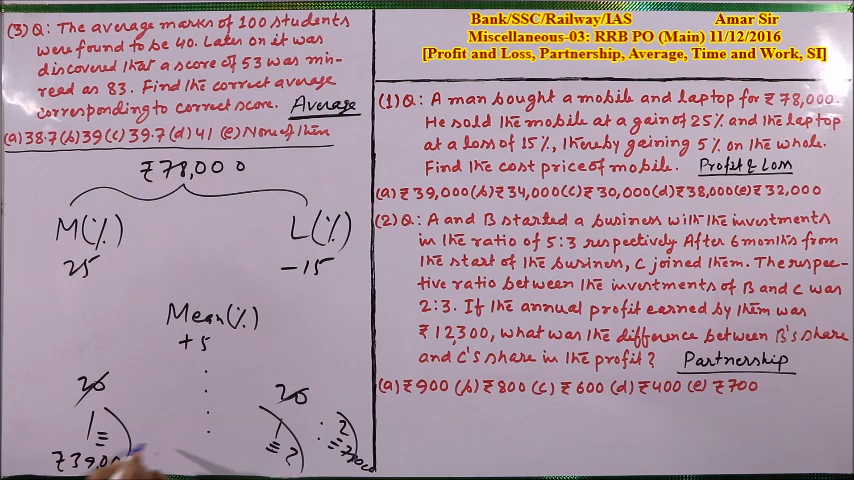 Bank/SSC/Railway/IAS Amar Sir
Miscellaneous-03: RRB PO (Main) 11/12/2016
[Profit and Loss, Partnership, Average, Time and Work, SI]
(3) Q: The average marks of 100 students
were found to be 40. Later on it was
discovered that a score of 53 was mis-
read as 83. Find the correct average
corresponding to correct score. Average
(a) 38.7 (b) 39 (c) 39.7 (d) 41 (e) None of them
₹78,000
M(%) L(%)
25 -15
Mean(%)
+5
20 20
1 1 : 2
≡ ≡ 2 ≡ ₹78000
₹39,00
(1) Q: A man bought a mobile and laptop for ₹78,000.
He sold the mobile at a gain of 25% and the laptop
at a loss of 15%, thereby gaining 5% on the whole.
Find the cost price of mobile. Profit & Loss
(a) ₹39,000 (b) ₹34,000 (c) ₹30,000 (d) ₹38,000 (e) ₹32,000
(2) Q: A and B started a business with the investments
in the ratio of 5:3 respectively. After 6 months from
the start of the business, C joined them. The respec-
tive ratio between the investments of B and C was
2:3. If the annual profit earned by them was
₹12,300, what was the difference between B's share
and C's share in the profit? Partnership
(a) ₹900 (b) ₹800 (c) ₹600 (d) ₹400 (e) ₹700